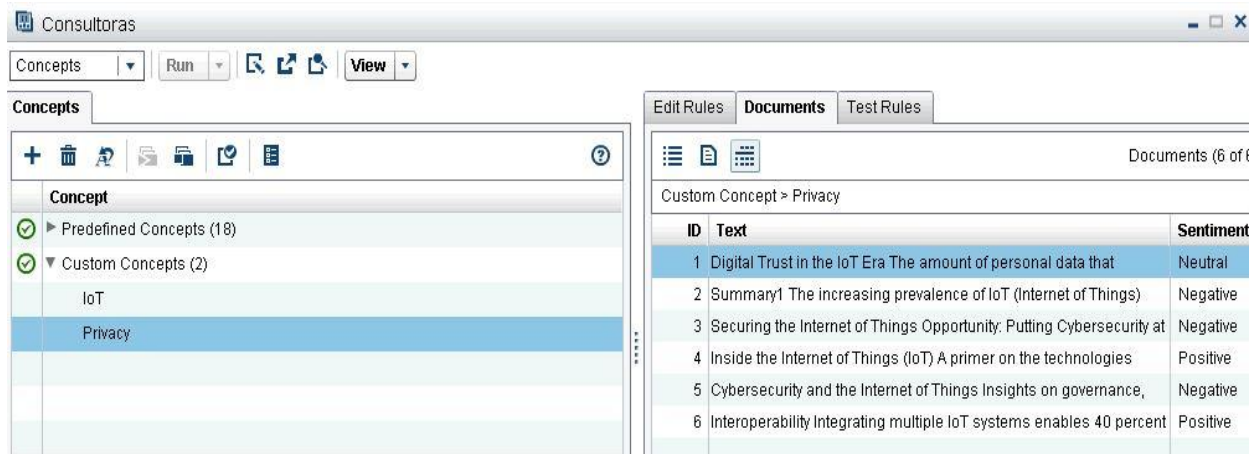 Consultoras
Concepts Run View
Concepts
Edit Rules Documents Test Rules
Documents (6 of 6
Concept
Predefined Concepts (18)
Custom Concepts (2)
IoT
Privacy
Custom Concept > Privacy
ID Text Sentiment
1 Digital Trust in the IoT Era The amount of personal data that Neutral
2 Summary1 The increasing prevalence of IoT (Internet of Things) Negative
3 Securing the Internet of Things Opportunity: Putting Cybersecurity at Negative
4 Inside the Internet of Things (IoT) A primer on the technologies Positive
5 Cybersecurity and the Internet of Things Insights on governance, Negative
6 Interoperability Integrating multiple IoT systems enables 40 percent Positive